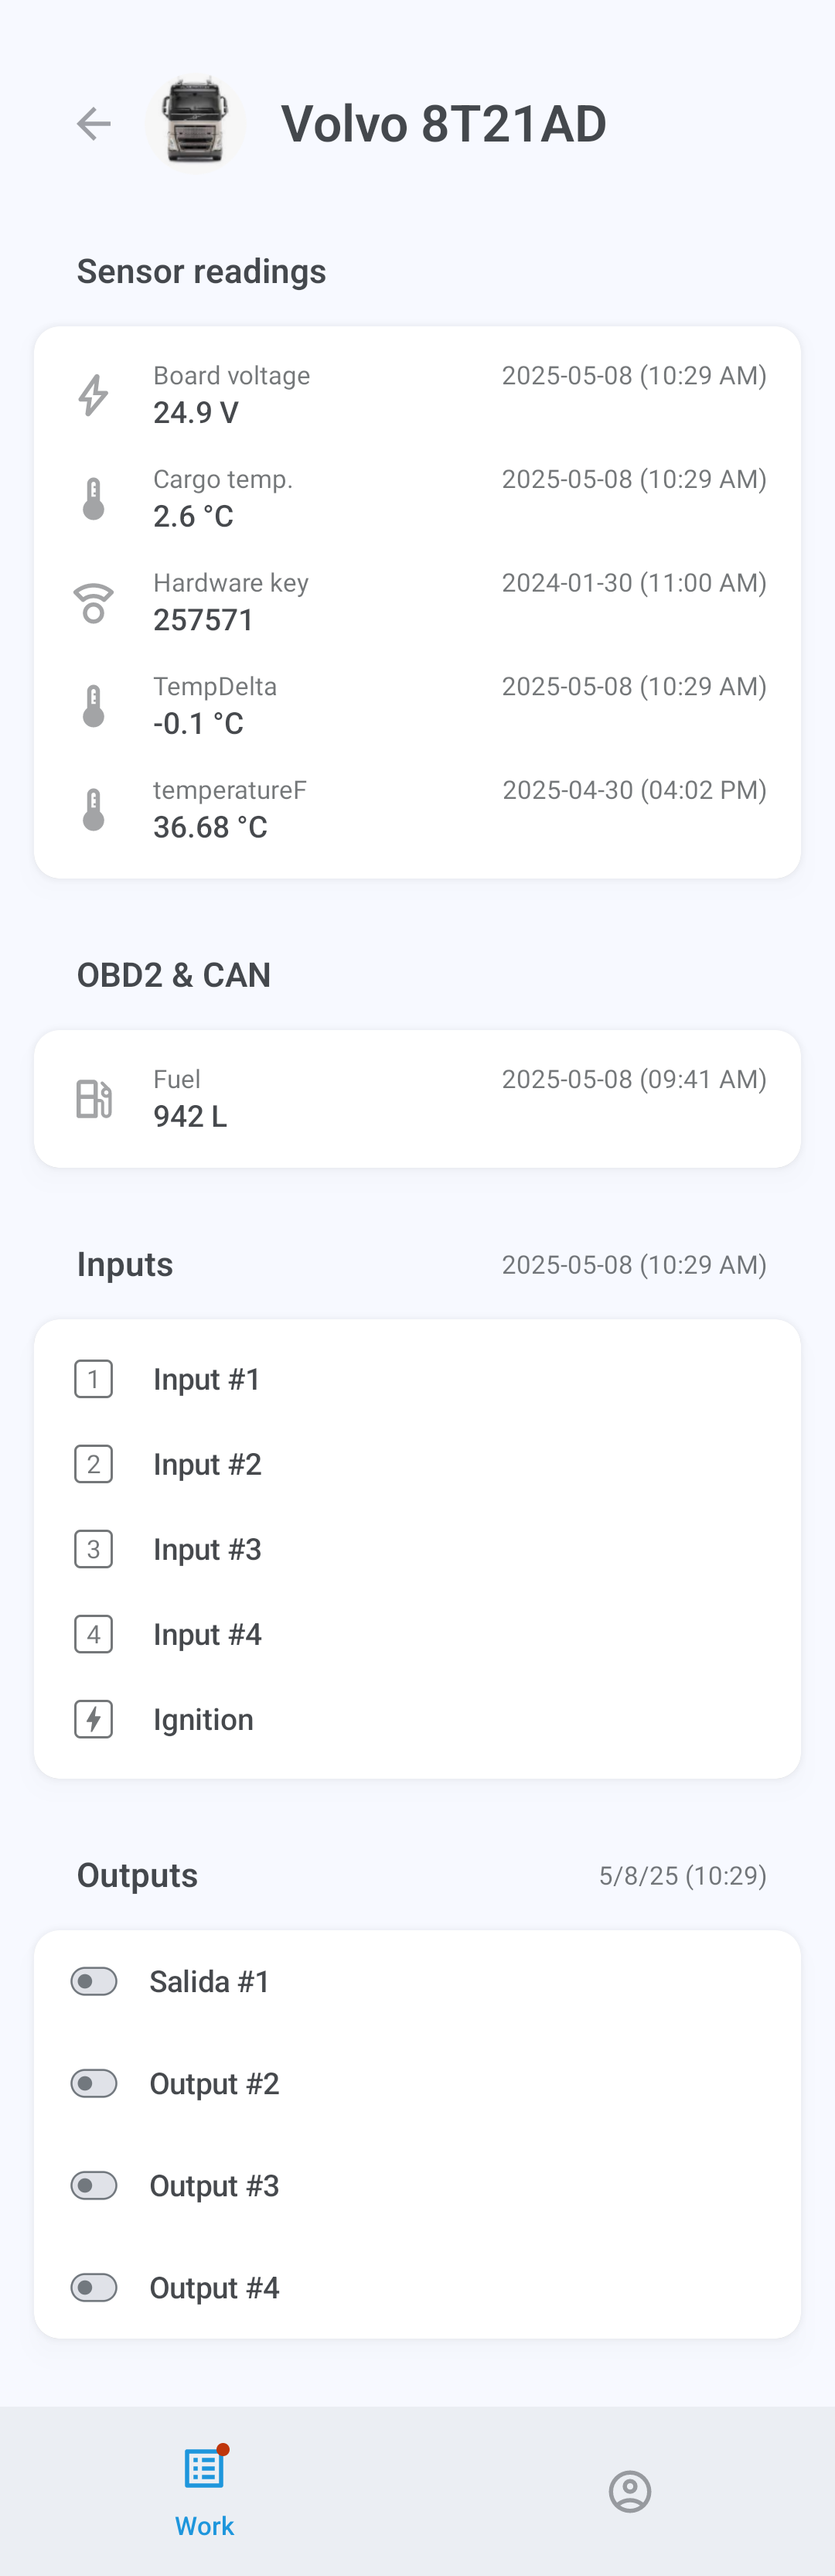 Volvo 8T21AD
Sensor readings
Board voltage 2025-05-08 (10:29 AM)
24.9 V
Cargo temp. 2025-05-08 (10:29 AM)
2.6 °C
Hardware key 2024-01-30 (11:00 AM)
257571
TempDelta 2025-05-08 (10:29 AM)
-0.1 °C
temperatureF 2025-04-30 (04:02 PM)
36.68 °C
OBD2 & CAN
Fuel 2025-05-08 (09:41 AM)
942 L
Inputs 2025-05-08 (10:29 AM)
1 Input #1
2 Input #2
3 Input #3
4 Input #4
Ignition
Outputs 5/8/25 (10:29)
Salida #1
Output #2
Output #3
Output #4
Work